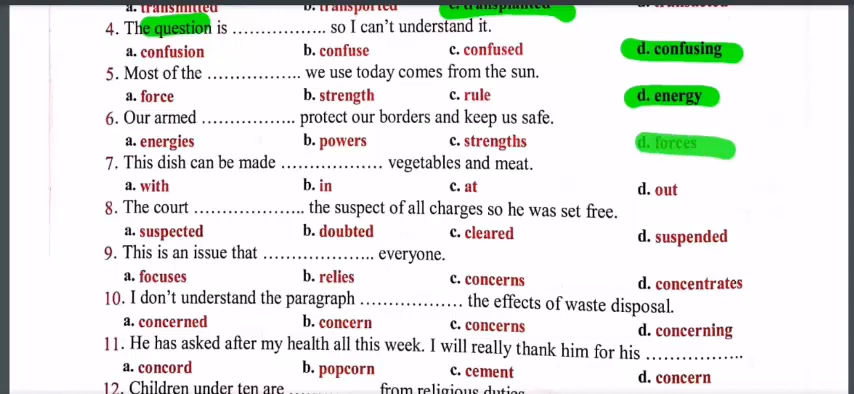 a. transmitted b. transported c. transplanted
4. The question is ................ so I can't understand it.
a. confusion b. confuse c. confused d. confusing
5. Most of the ................ we use today comes from the sun.
a. force b. strength c. rule d. energy
6. Our armed ................ protect our borders and keep us safe.
a. energies b. powers c. strengths d. forces
7. This dish can be made .................. vegetables and meat.
a. with b. in c. at d. out
8. The court .................... the suspect of all charges so he was set free.
a. suspected b. doubted c. cleared d. suspended
9. This is an issue that .................... everyone.
a. focuses b. relies c. concerns d. concentrates
10. I don't understand the paragraph .................. the effects of waste disposal.
a. concerned b. concern c. concerns d. concerning
11. He has asked after my health all this week. I will really thank him for his .................
a. concord b. popcorn c. cement d. concern
12. Children under ten are ................ from religious duties